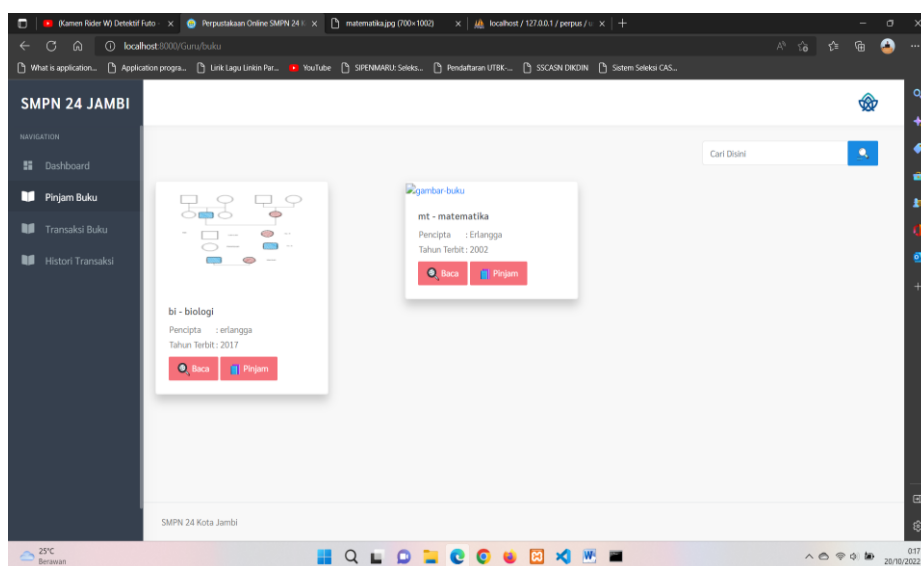 (Kamen Rider W) Detektif Futo -
Perpustakaan Online SMPN 24 K
matematika.jpg (700×1002)
localhost / 127.0.0.1 / perpus /
localhost:8000/Guru/buku
What is application...
Application progra...
Lirik Lagu Linkin Par...
YouTube
SIPENMARU: Seleks...
Pendaftaran UTBK-...
SSCASN DIKDIN
Sistem Seleksi CAS...
SMPN 24 JAMBI
NAVIGATION
Dashboard
Pinjam Buku
Transaksi Buku
Histori Transaksi
Cari Disini
bi - biologi
Pencipta : erlangga
Tahun Terbit : 2017
Baca Pinjam
gambar-buku
mt - matematika
Pencipta : Erlangga
Tahun Terbit : 2002
Baca Pinjam
SMPN 24 Kota Jambi
25°C
Berawan
0:17
20/10/2022